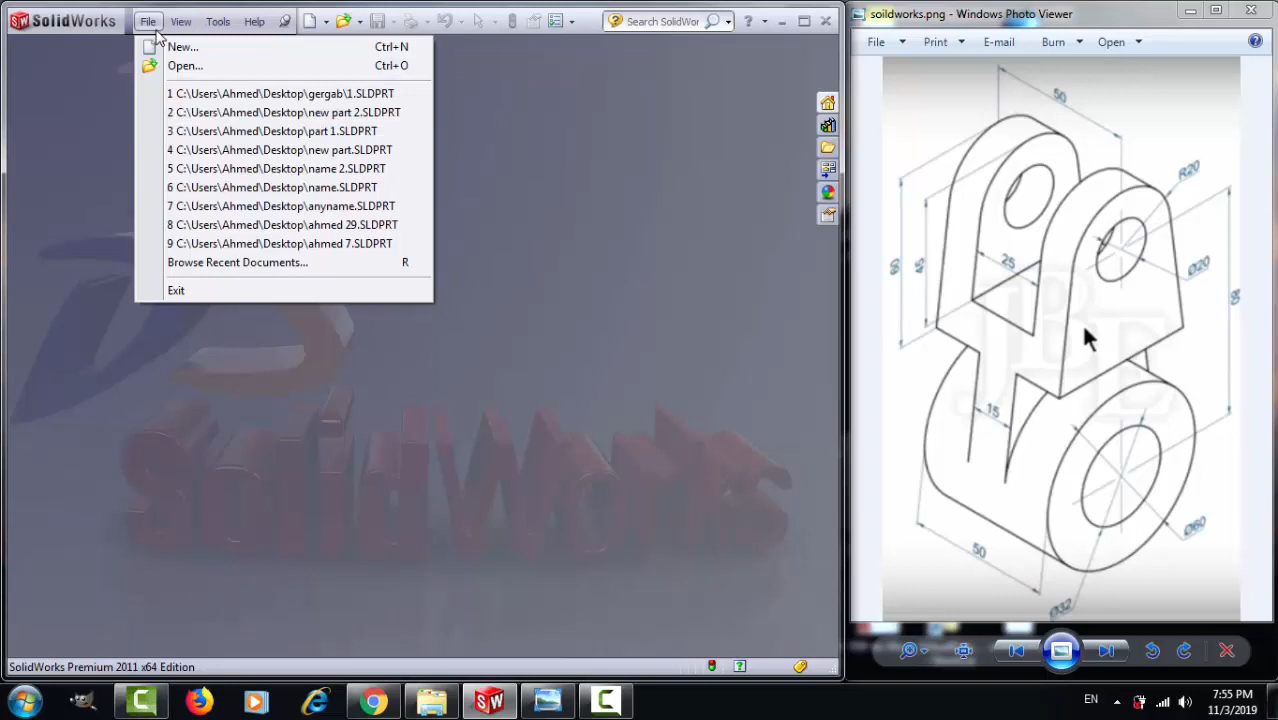 SolidWorks File View Tools Help Search SolidWor
New... Ctrl+N
Open... Ctrl+O
1 C:\Users\Ahmed\Desktop\gergab\1.SLDPRT
2 C:\Users\Ahmed\Desktop\new part 2.SLDPRT
3 C:\Users\Ahmed\Desktop\part 1.SLDPRT
4 C:\Users\Ahmed\Desktop\new part.SLDPRT
5 C:\Users\Ahmed\Desktop\name 2.SLDPRT
6 C:\Users\Ahmed\Desktop\name.SLDPRT
7 C:\Users\Ahmed\Desktop\anyname.SLDPRT
8 C:\Users\Ahmed\Desktop\ahmed 29.SLDPRT
9 C:\Users\Ahmed\Desktop\ahmed 7.SLDPRT
Browse Recent Documents... R
Exit
SolidWorks
SolidWorks Premium 2011 x64 Edition
soildworks.png - Windows Photo Viewer
File Print E-mail Burn Open
50
R20
25
45
Ø20
JBE
15
50
Ø60
Ø32
EN
7:55 PM
11/3/2019